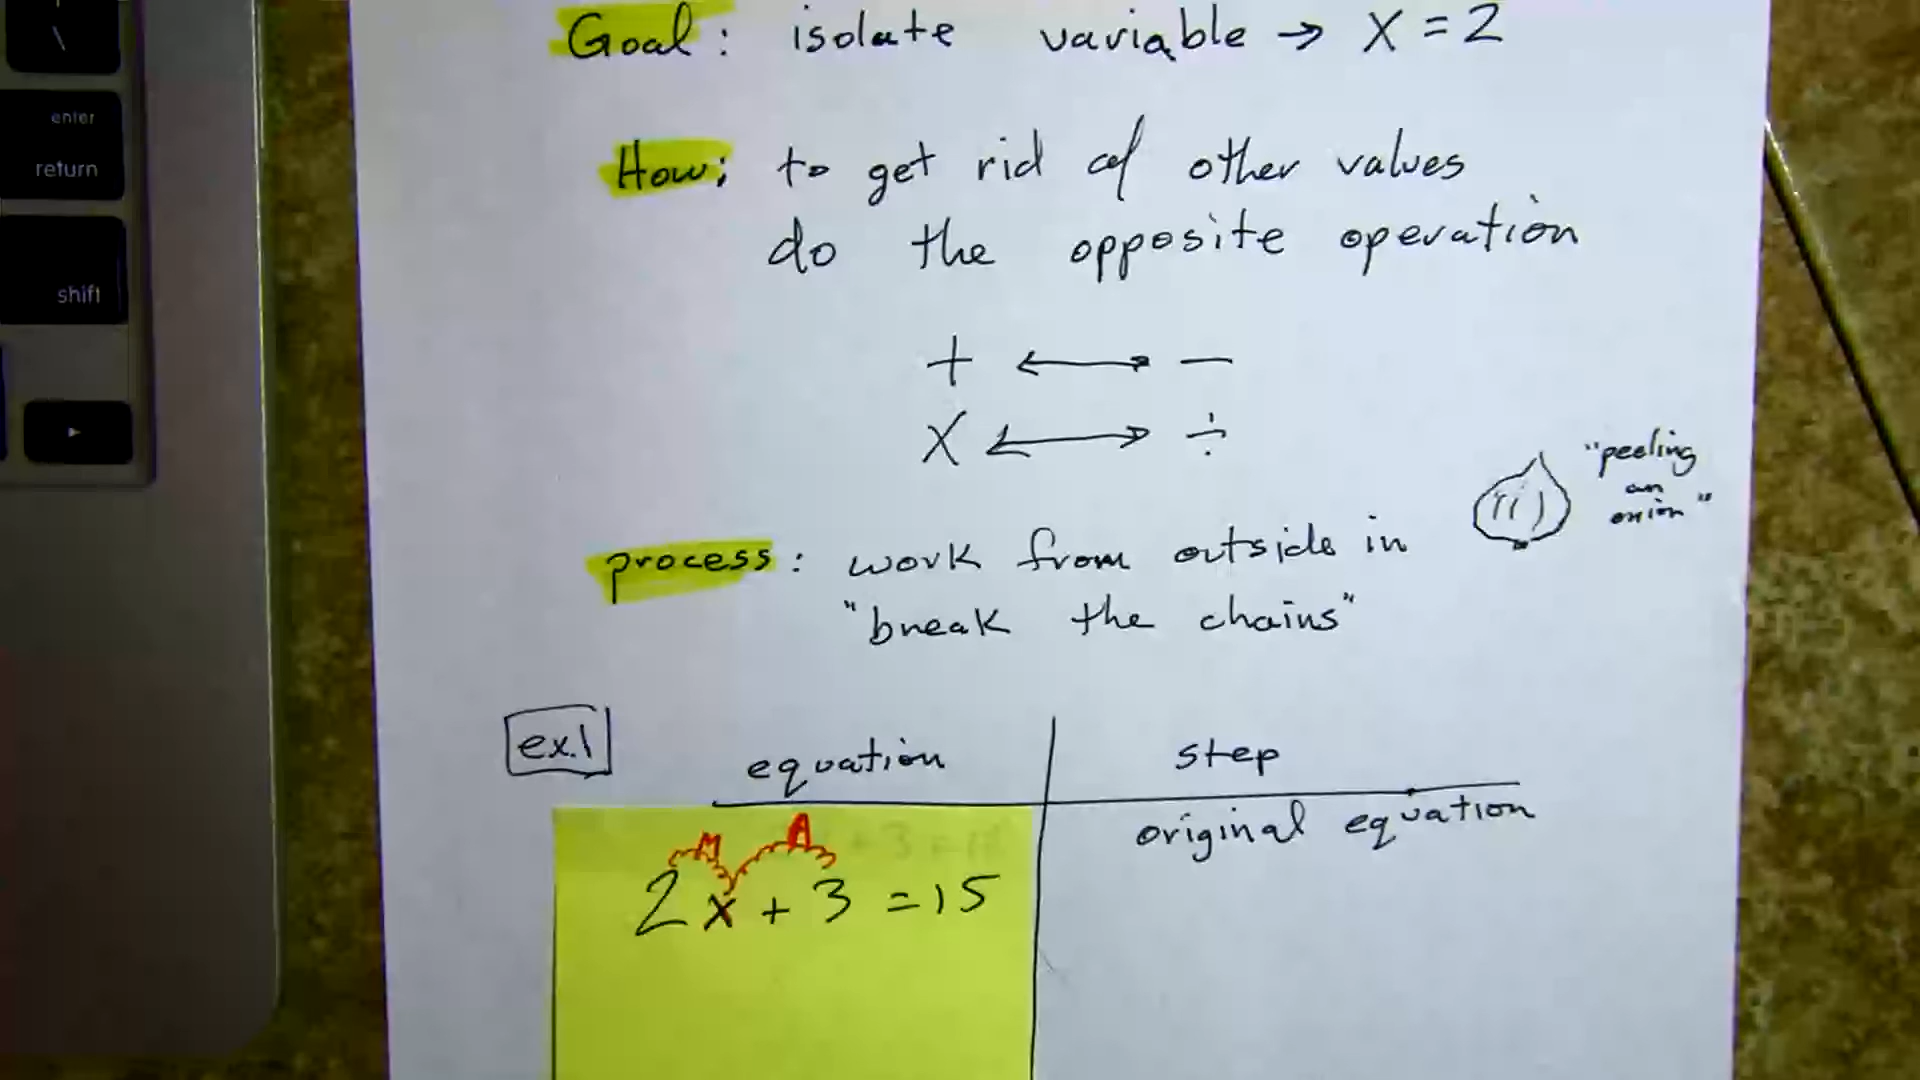 Goal: isolate variable → X = 2
How: to get rid of other values
do the opposite operation
+ ↔ −
X ↔ ÷
"peeling
an
onion"
process: work from outside in
"break the chains"
ex.1
equation
step
M A
2x + 3 = 15
original equation
\
enter
return
shift